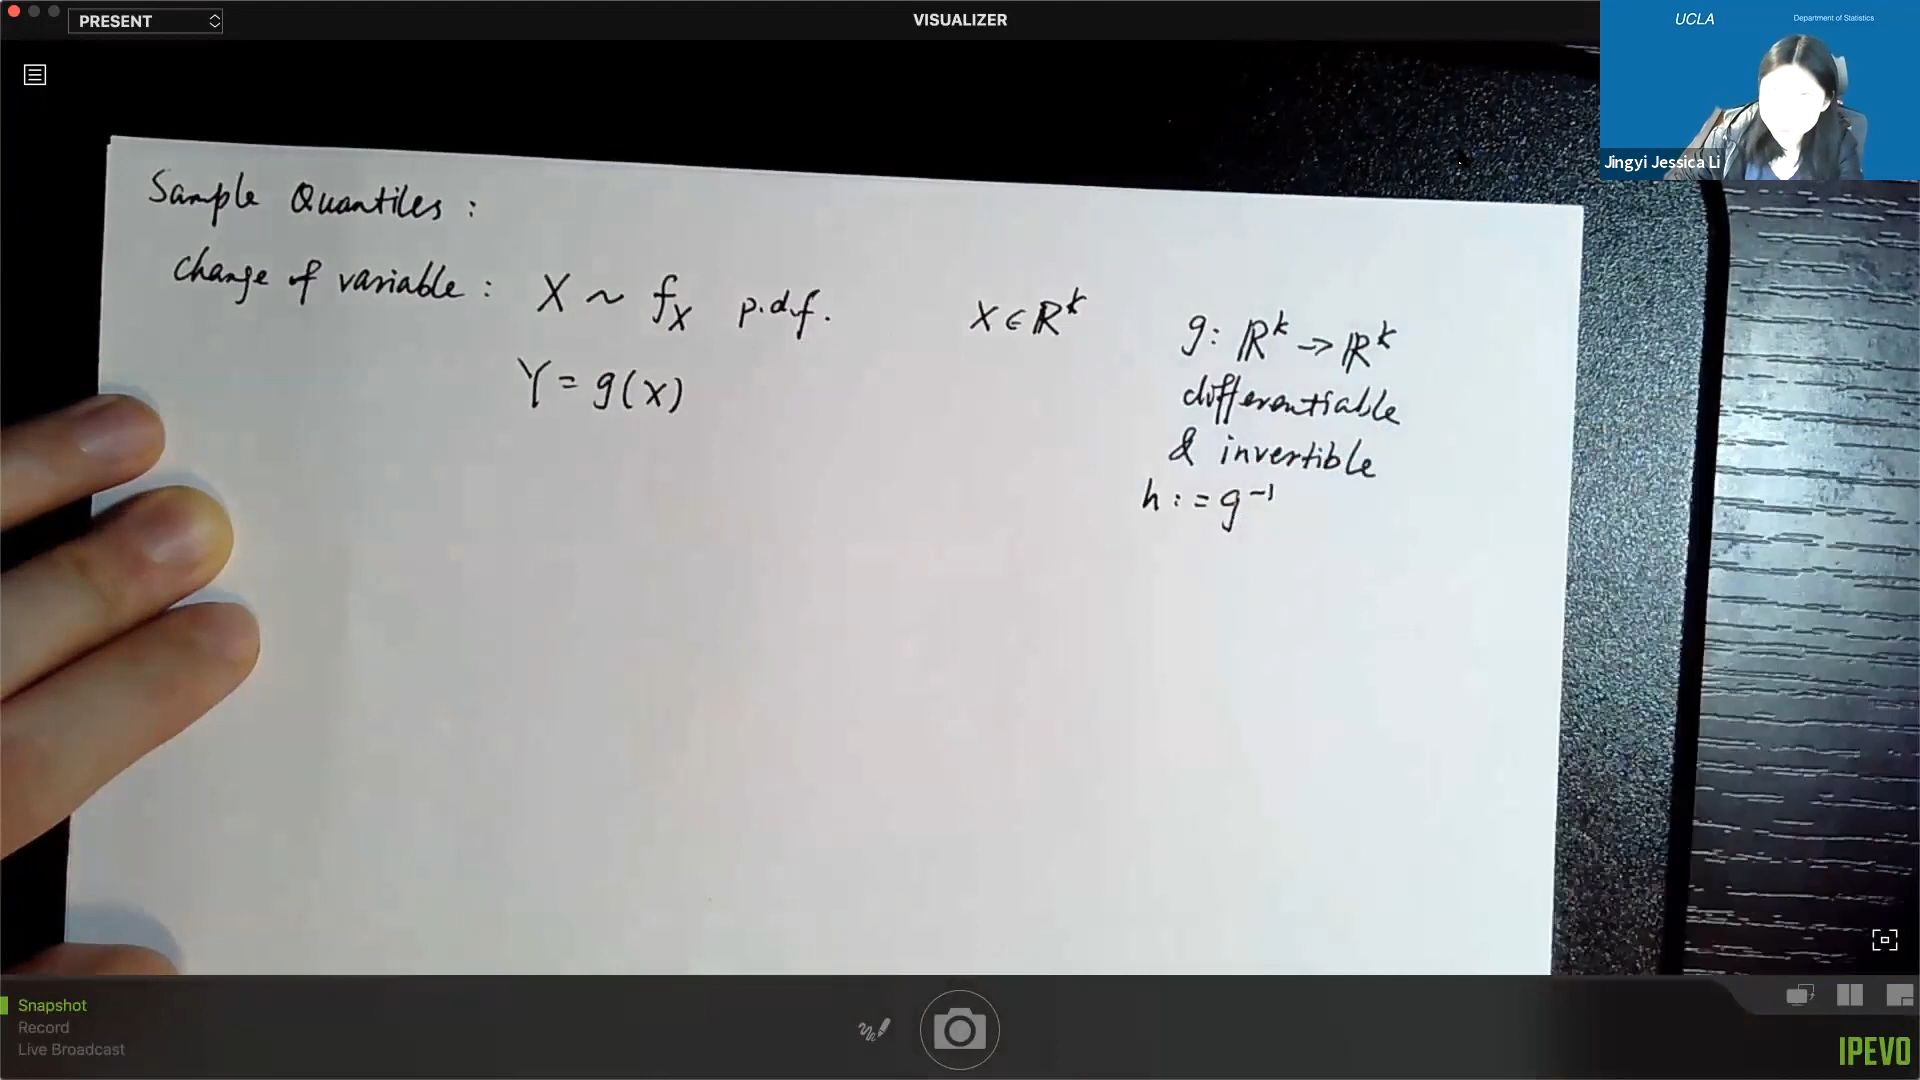 PRESENT
VISUALIZER
UCLA
Department of Statistics
Jingyi Jessica Li
Sample Quantiles :
change of variable : X ~ f_X p.d.f. X ∈ ℝ^k
g : ℝ^k → ℝ^k
Y = g(X)
differentiable
& invertible
h := g^{-1}
Snapshot
Record
Live Broadcast
IPEVO